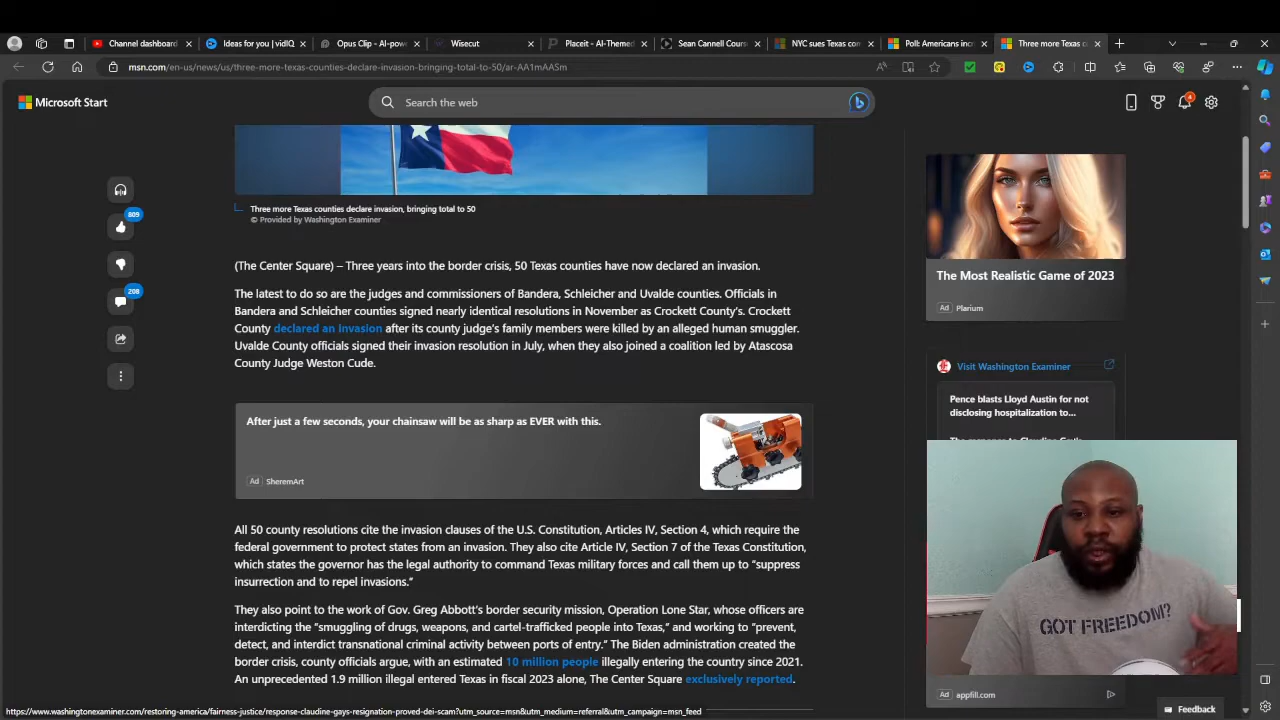 Channel dashboard
Ideas for you | vidIQ
Opus Clip - AI-pow
Wisecut
Placeit - AI-Themed
Sean Cannell Cours
NYC sues Texas com
Poll: Americans inc
Three more Texas c
msn.com/en-us/news/us/three-more-texas-counties-declare-invasion-bringing-total-to-50/ar-AA1mAASm
Microsoft Start
Search the web
4
809
208
Three more Texas counties declare invasion, bringing total to 50
© Provided by Washington Examiner
(The Center Square) – Three years into the border crisis, 50 Texas counties have now declared an invasion.
The latest to do so are the judges and commissioners of Bandera, Schleicher and Uvalde counties. Officials in
Bandera and Schleicher counties signed nearly identical resolutions in November as Crockett County's. Crockett
County declared an invasion after its county judge's family members were killed by an alleged human smuggler.
Uvalde County officials signed their invasion resolution in July, when they also joined a coalition led by Atascosa
County Judge Weston Cude.
After just a few seconds, your chainsaw will be as sharp as EVER with this.
Ad SheremArt
All 50 county resolutions cite the invasion clauses of the U.S. Constitution, Articles IV, Section 4, which require the
federal government to protect states from an invasion. They also cite Article IV, Section 7 of the Texas Constitution,
which states the governor has the legal authority to command Texas military forces and call them up to "suppress
insurrection and to repel invasions."
They also point to the work of Gov. Greg Abbott's border security mission, Operation Lone Star, whose officers are
interdicting the "smuggling of drugs, weapons, and cartel-trafficked people into Texas," and working to "prevent,
detect, and interdict transnational criminal activity between ports of entry." The Biden administration created the
border crisis, county officials argue, with an estimated 10 million people illegally entering the country since 2021.
An unprecedented 1.9 million illegal entered Texas in fiscal 2023 alone, The Center Square exclusively reported.
The Most Realistic Game of 2023
Ad Plarium
Visit Washington Examiner
Pence blasts Lloyd Austin for not
disclosing hospitalization to...
GOT FREEDOM?
Ad appfill.com
Feedback
https://www.washingtonexaminer.com/restoring-america/fairness-justice/response-claudine-gays-resignation-proved-dei-scam?utm_source=msn&utm_medium=referral&utm_campaign=msn_feed